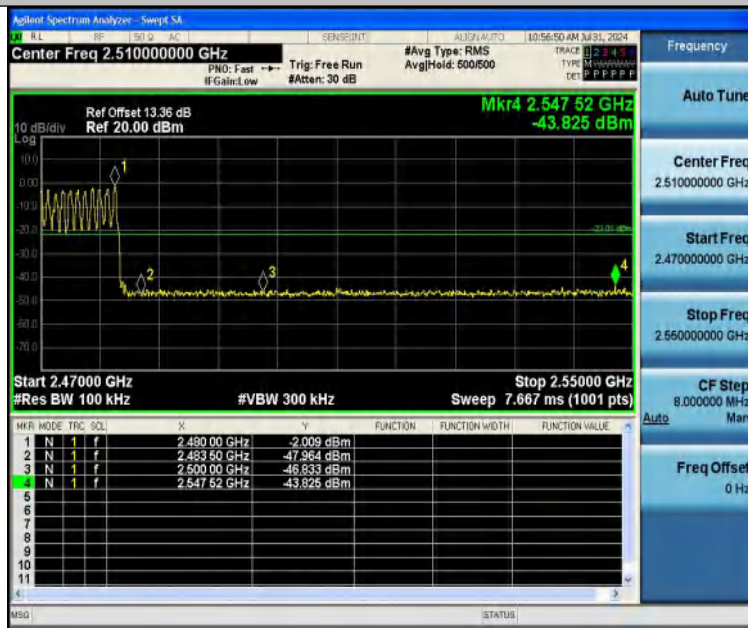 Agilent Spectrum Analyzer - Swept SA
RL RF 50 Ω AC SENSE:INT ALIGN AUTO 10:56:50 AM Jul 31, 2024
Center Freq 2.510000000 GHz
PNO: Fast
IFGain:Low
Trig: Free Run
#Atten: 30 dB
#Avg Type: RMS
Avg|Hold: 500/500
TRACE 1 2 3 4 5
TYPE M
DET P P P P P P
Ref Offset 13.36 dB
10 dB/div Ref 20.00 dBm
Log
Mkr4 2.547 52 GHz
-43.825 dBm
10.0
0.00
-10.0
-20.0
-30.0
-40.0
-50.0
-60.0
-70.0
1
2
3
4
Start 2.47000 GHz Stop 2.55000 GHz
#Res BW 100 kHz #VBW 300 kHz Sweep 7.667 ms (1001 pts)
MKR MODE TRC SCL X Y FUNCTION FUNCTION WIDTH FUNCTION VALUE
1 N 1 f 2.480 00 GHz -2.009 dBm
2 N 1 f 2.483 50 GHz -47.964 dBm
3 N 1 f 2.500 00 GHz -46.833 dBm
4 N 1 f 2.547 52 GHz -43.825 dBm
5
6
7
8
9
10
11
MSG STATUS
Frequency
Auto Tune
Center Freq
2.510000000 GHz
Start Freq
2.470000000 GHz
Stop Freq
2.550000000 GHz
CF Step
8.000000 MHz
Auto Man
Freq Offset
0 Hz